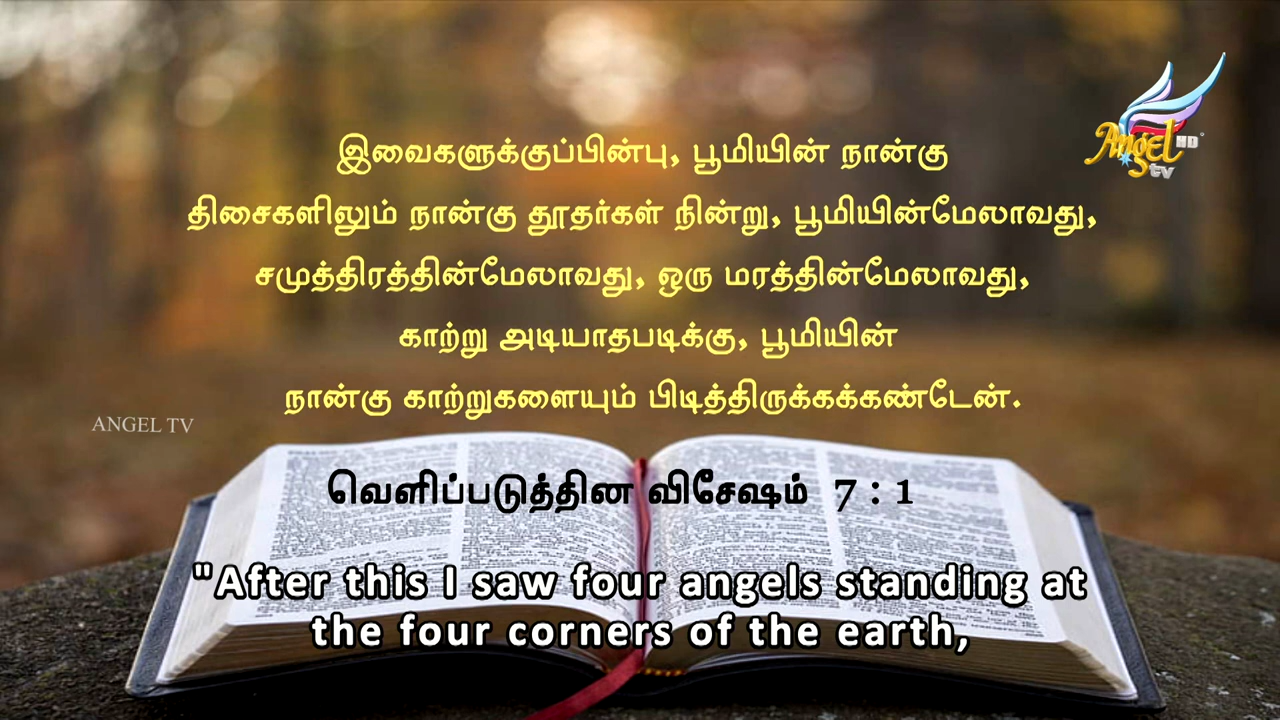 இவைகளுக்குப்பின்பு, பூமியின் நான்கு
திசைகளிலும் நான்கு தூதர்கள் நின்று, பூமியின்மேலாவது,
சமுத்திரத்தின்மேலாவது, ஒரு மரத்தின்மேலாவது,
காற்று அடியாதபடிக்கு, பூமியின்
நான்கு காற்றுகளையும் பிடித்திருக்கக்கண்டேன்.
Angel HD
tv
ANGEL TV
வெளிப்படுத்தின விசேஷம் 7 : 1
"After this I saw four angels standing at
the four corners of the earth,